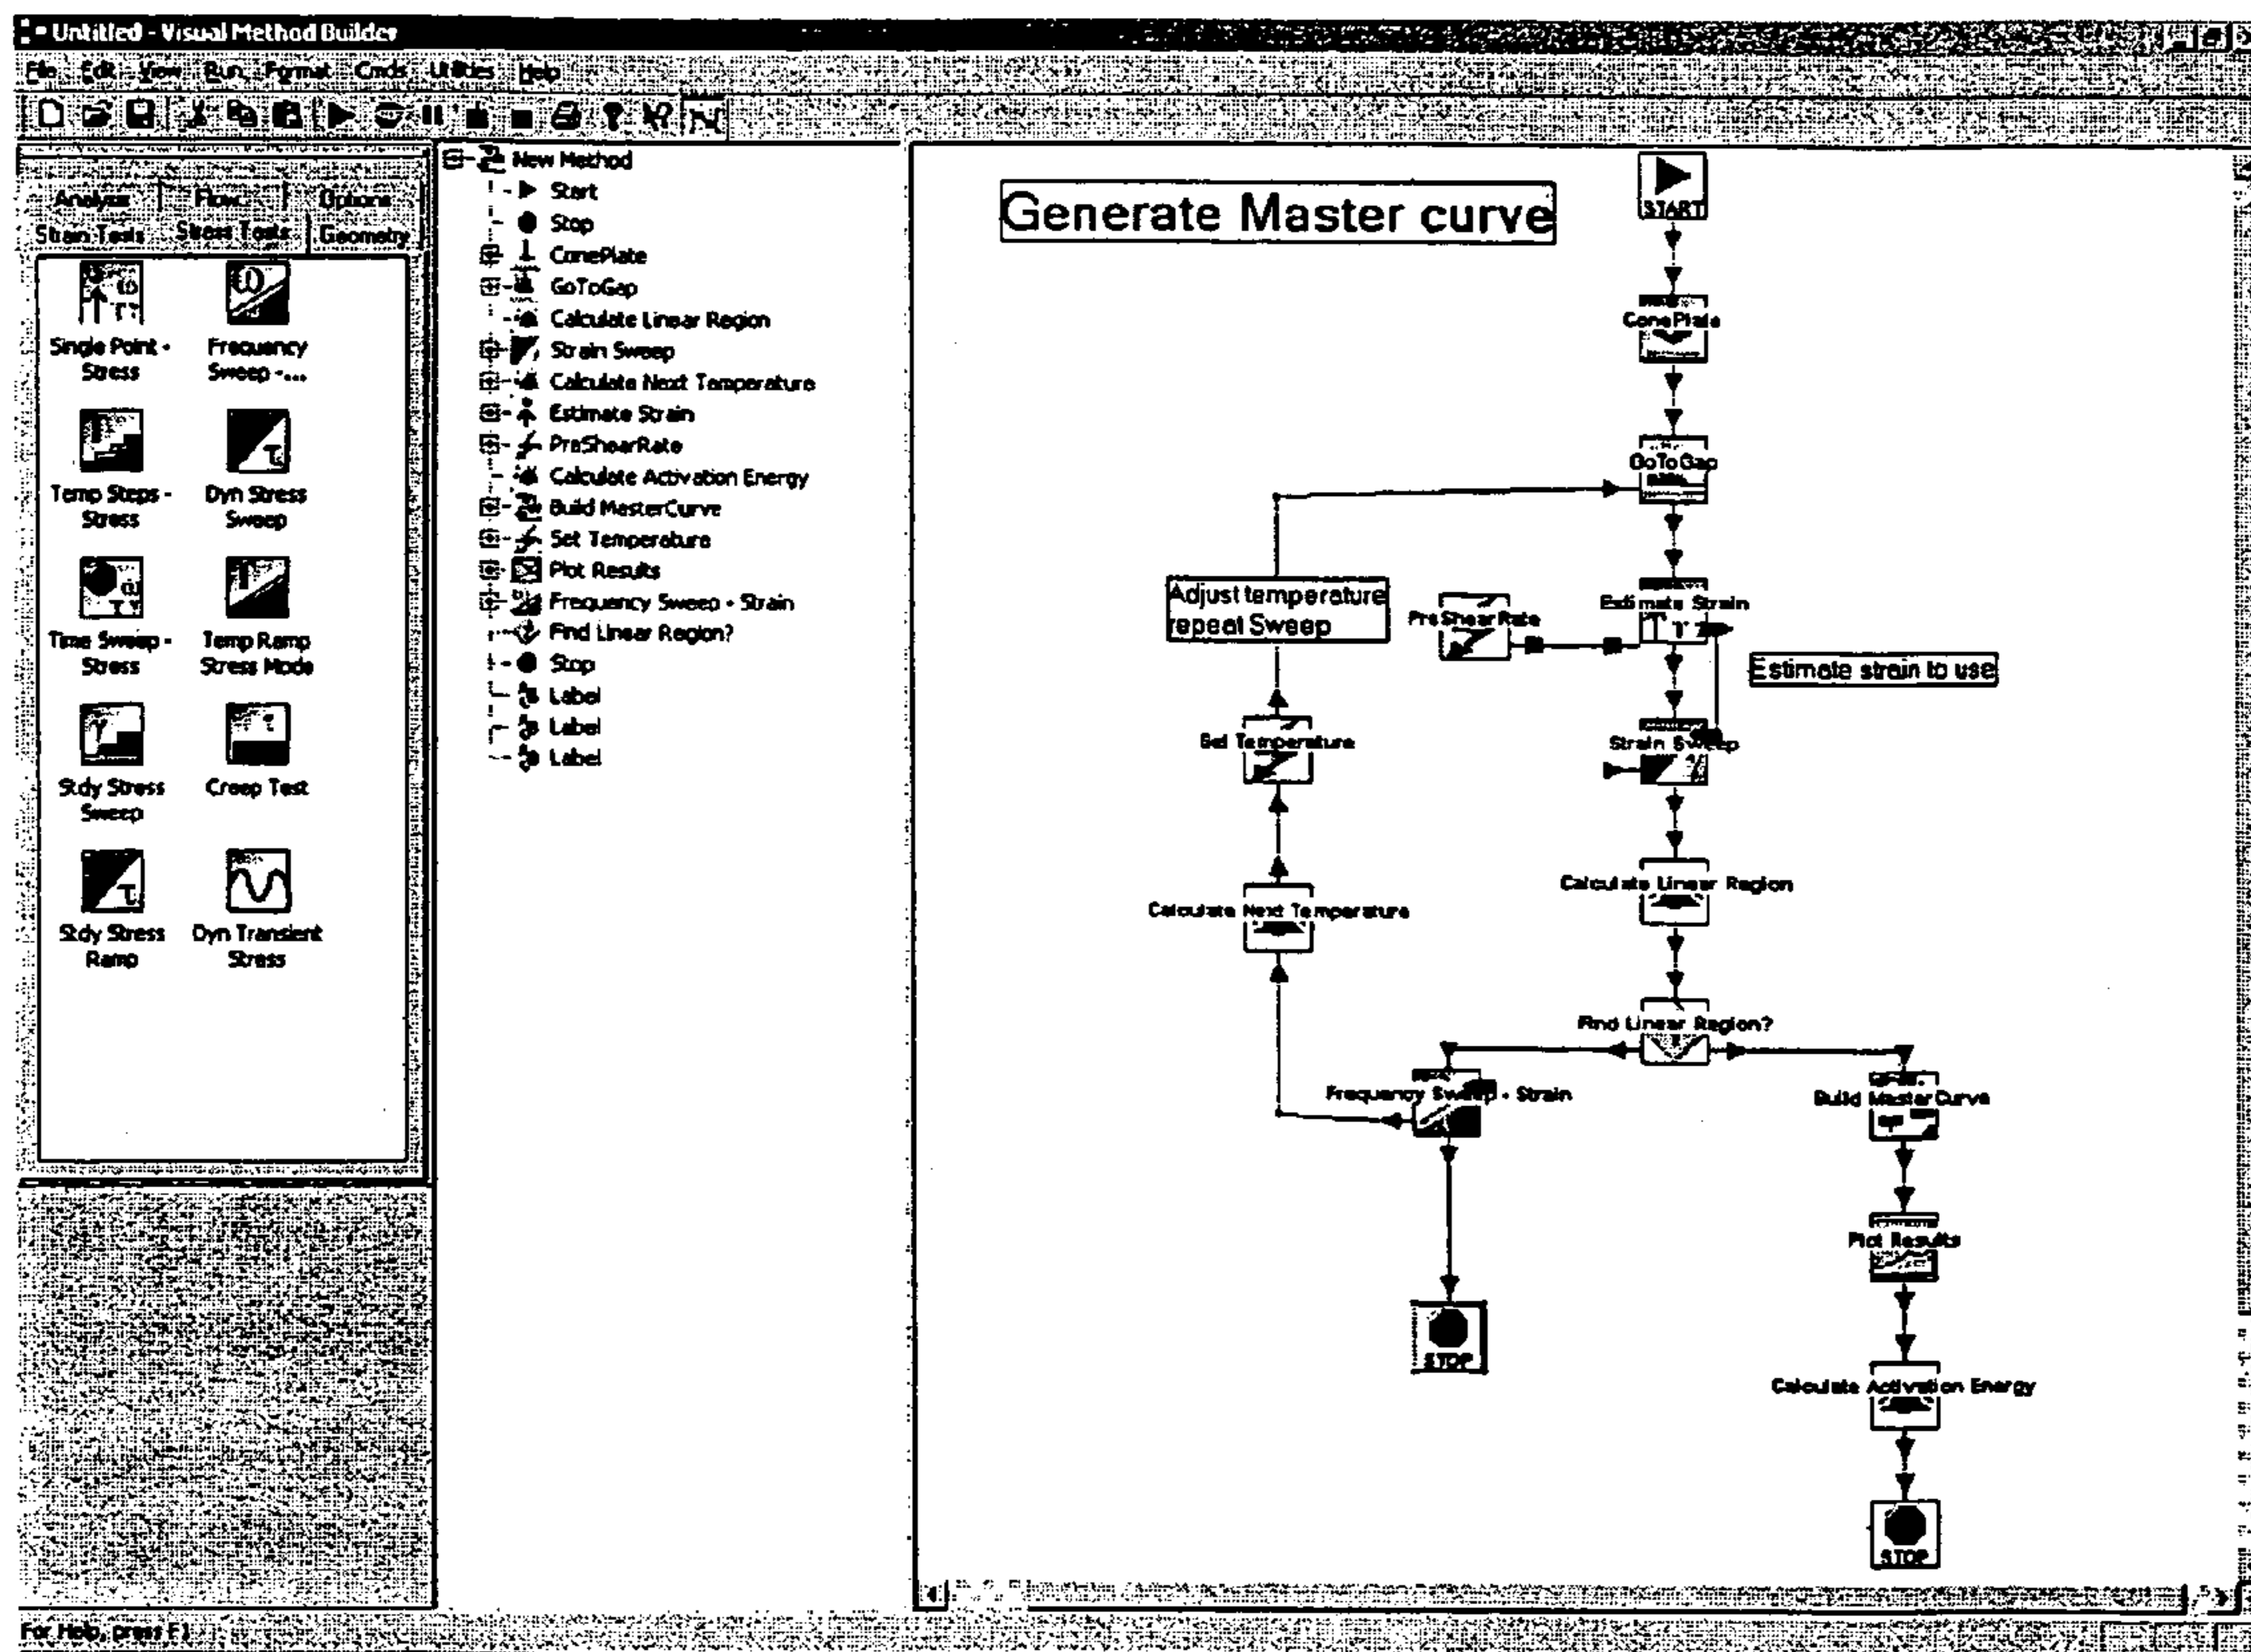 Untitled - Visual Method Builder
File Edit View Run Format Cmds Utilities Help
Analysis Flow Options
Strain Tests Stress Tests Geometry
Single Point -
Stress
Frequency
Sweep -...
Temp Steps -
Stress
Dyn Stress
Sweep
Time Sweep -
Stress
Temp Ramp
Stress Mode
Stdy Stress
Sweep
Creep Test
Stdy Stress
Ramp
Dyn Transient
Stress
New Method
Start
Stop
ConePlate
GoToGap
Calculate Linear Region
Strain Sweep
Calculate Next Temperature
Estimate Strain
PreShearRate
Calculate Activation Energy
Build MasterCurve
Set Temperature
Plot Results
Frequency Sweep - Strain
Find Linear Region?
Stop
Label
Label
Label
Generate Master curve
START
ConePlate
GoToGap
Adjust temperature
repeat Sweep
PreShearRate
Estimate Strain
Estimate strain to use
Set Temperature
Strain Sweep
Calculate Linear Region
Calculate Next Temperature
Find Linear Region?
Frequency Sweep - Strain
Build MasterCurve
Plot Results
STOP
Calculate Activation Energy
STOP
For Help, press F1